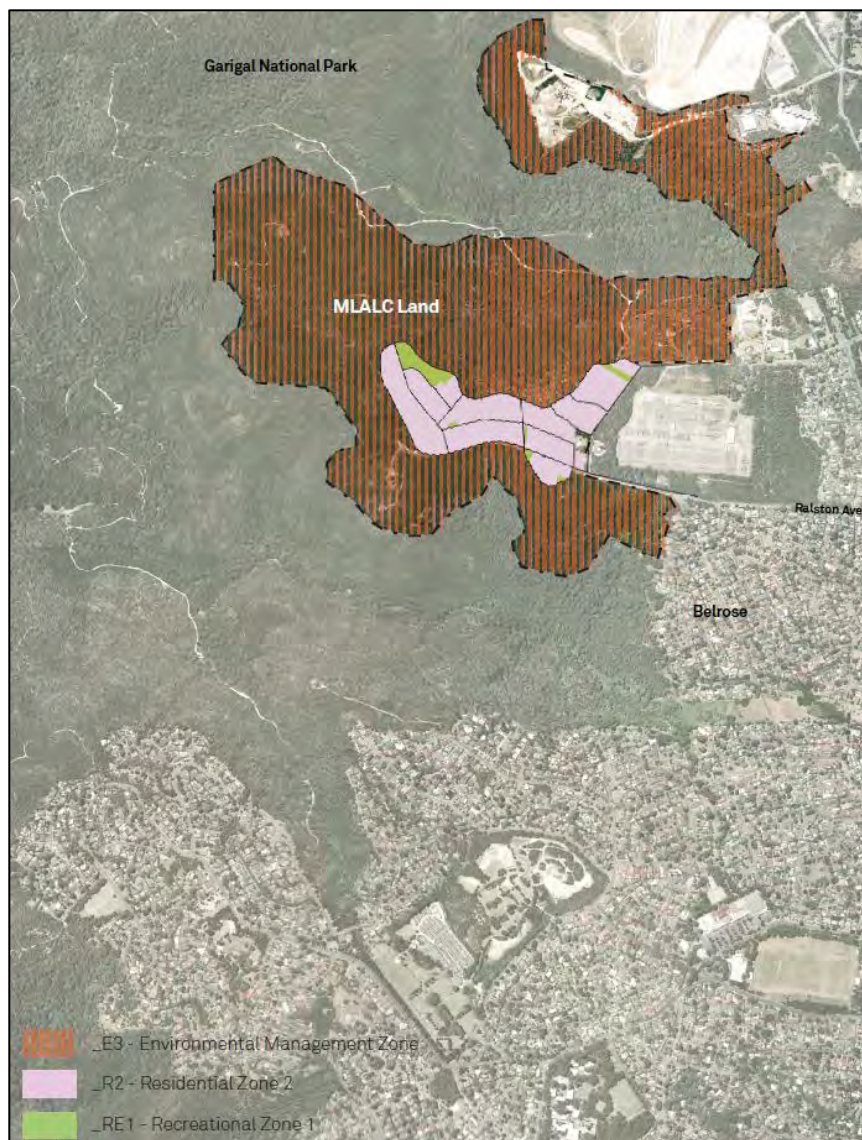 Garigal National Park
MLALC Land
Ralston Ave
Belrose
_E3 - Environmental Management Zone
_R2 - Residential Zone 2
_RE1 - Recreational Zone 1